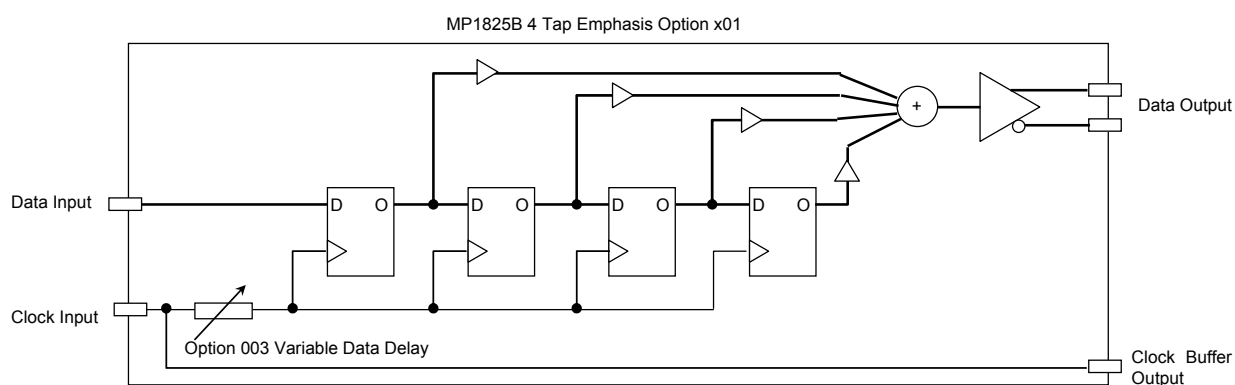 MP1825B 4 Tap Emphasis Option x01
+
Data Output
Data Input
D O
D O
D O
D O
Clock Input
Option 003 Variable Data Delay
Clock Buffer
Output